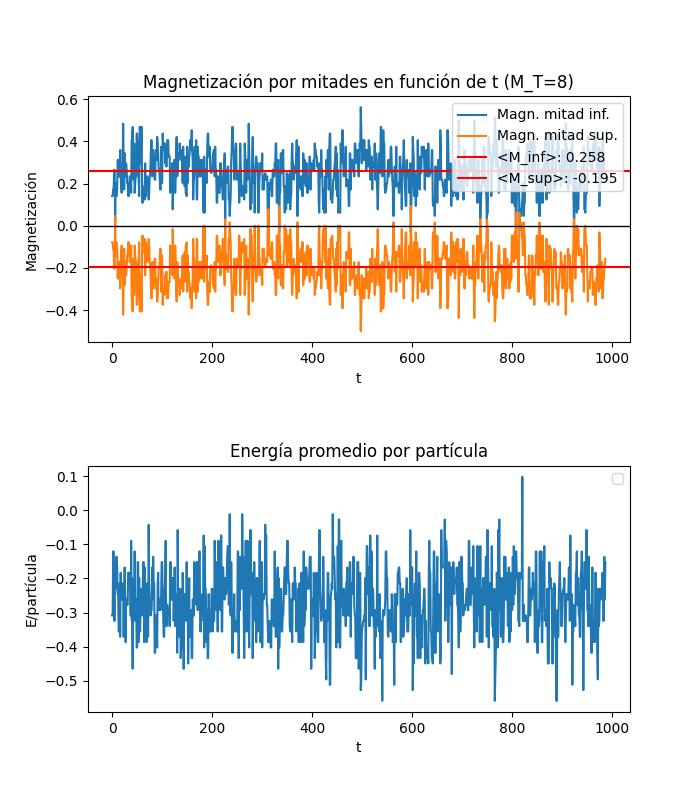 Magnetización por mitades en función de t (M_T=8)
Magnetización
0.6
0.4
0.2
0.0
−0.2
−0.4
Magn. mitad inf.
Magn. mitad sup.
<M_inf>: 0.258
<M_sup>: -0.195
0
200
400
600
800
1000
t
Energía promedio por partícula
E/partícula
0.1
0.0
−0.1
−0.2
−0.3
−0.4
−0.5
0
200
400
600
800
1000
t